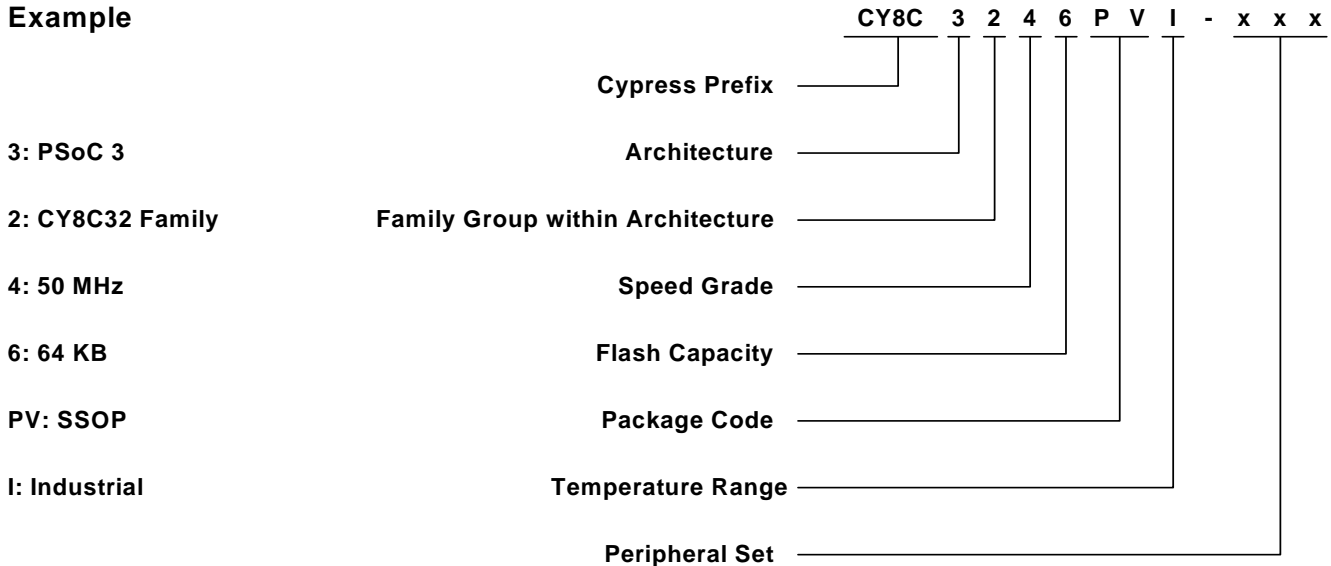 Example CY8C 3 2 4 6 P V I - x x x
Cypress Prefix
3: PSoC 3 Architecture
2: CY8C32 Family Family Group within Architecture
4: 50 MHz Speed Grade
6: 64 KB Flash Capacity
PV: SSOP Package Code
I: Industrial Temperature Range
Peripheral Set